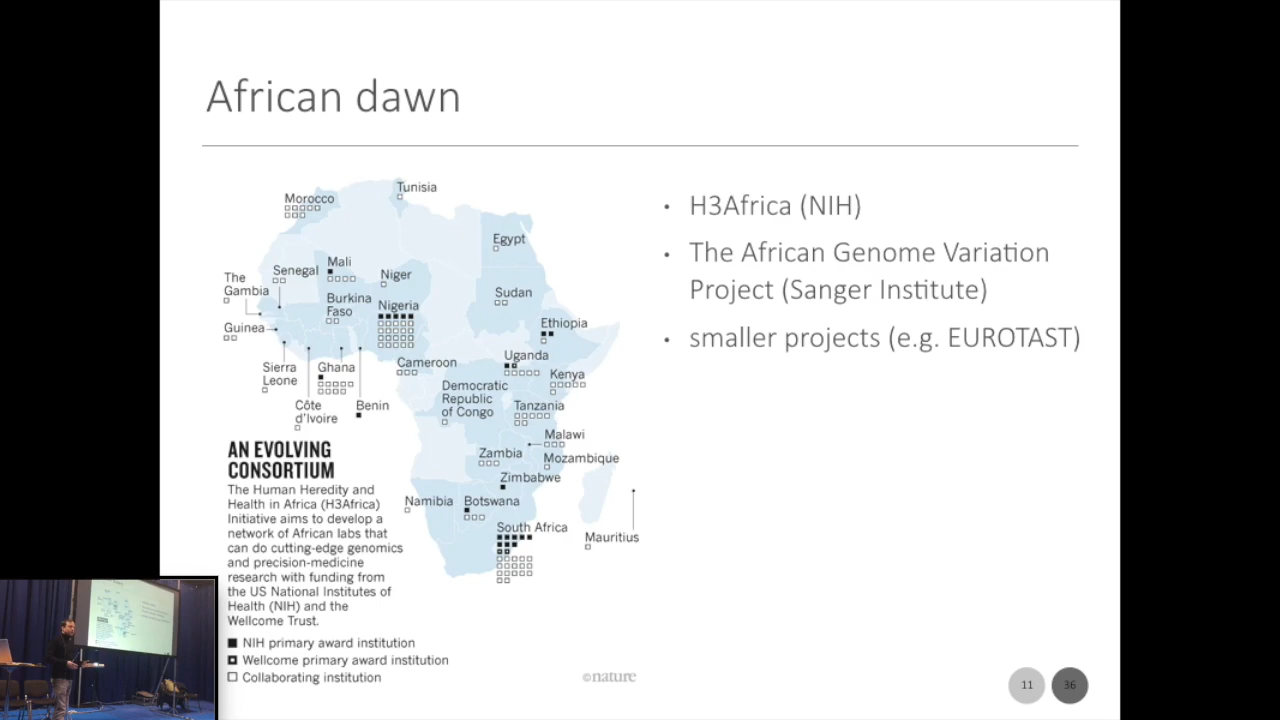 African dawn
Tunisia
Morocco
Egypt
Mali
Senegal
Niger
The
Gambia
Burkina
Faso
Nigeria
Sudan
Guinea
Ethiopia
Uganda
Sierra
Leone
Ghana
Cameroon
Kenya
Democratic
Republic
of Congo
Côte
d'Ivoire
Benin
Tanzania
Malawi
Zambia
Mozambique
Zimbabwe
Namibia
Botswana
South Africa
Mauritius
AN EVOLVING
CONSORTIUM
The Human Heredity and
Health in Africa (H3Africa)
Initiative aims to develop a
network of African labs that
can do cutting-edge genomics
and precision-medicine
research with funding from
the US National Institutes of
Health (NIH) and the
Wellcome Trust.
NIH primary award institution
Wellcome primary award institution
Collaborating institution
©nature
• H3Africa (NIH)
• The African Genome Variation
Project (Sanger Institute)
• smaller projects (e.g. EUROTAST)
11 36